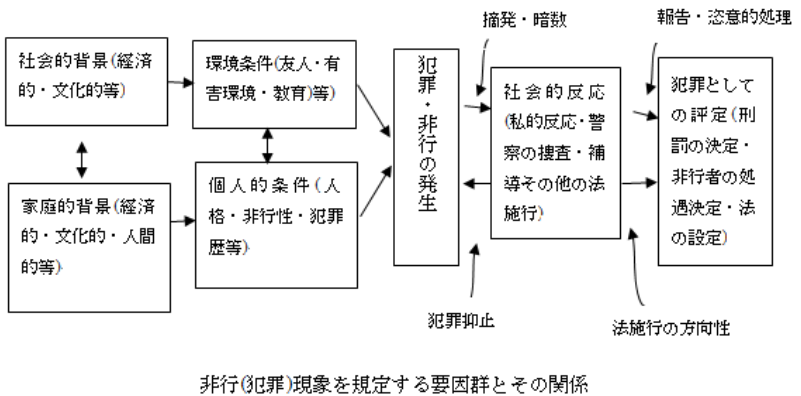 摘発・暗数
報告・恣意的処理
社会的背景(経済
的・文化的等)
環境条件(友人・有
害環境・教育)等)
犯罪・非行の発生
社会的反応
(私的反応・警
察の捜査・補
導その他の法
施行)
犯罪として
の評定(刑
罰の決定・
非行者の処
遇決定・法
の設定)
家庭的背景(経済
的・文化的・人間
的等)
個人的条件(人
格・非行性・犯罪
歴等)
犯罪抑止
法施行の方向性
非行(犯罪)現象を規定する要因群とその関係